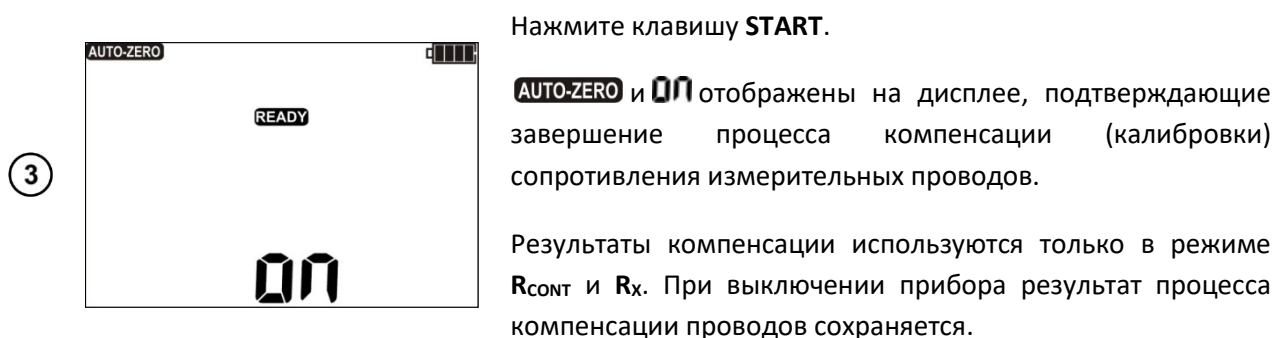 3
AUTO-ZERO
READY
on
Нажмите клавишу START.
AUTO-ZERO и on отображены на дисплее, подтверждающие
завершение процесса компенсации (калибровки)
сопротивления измерительных проводов.
Результаты компенсации используются только в режиме
RCONT и RX. При выключении прибора результат процесса
компенсации проводов сохраняется.